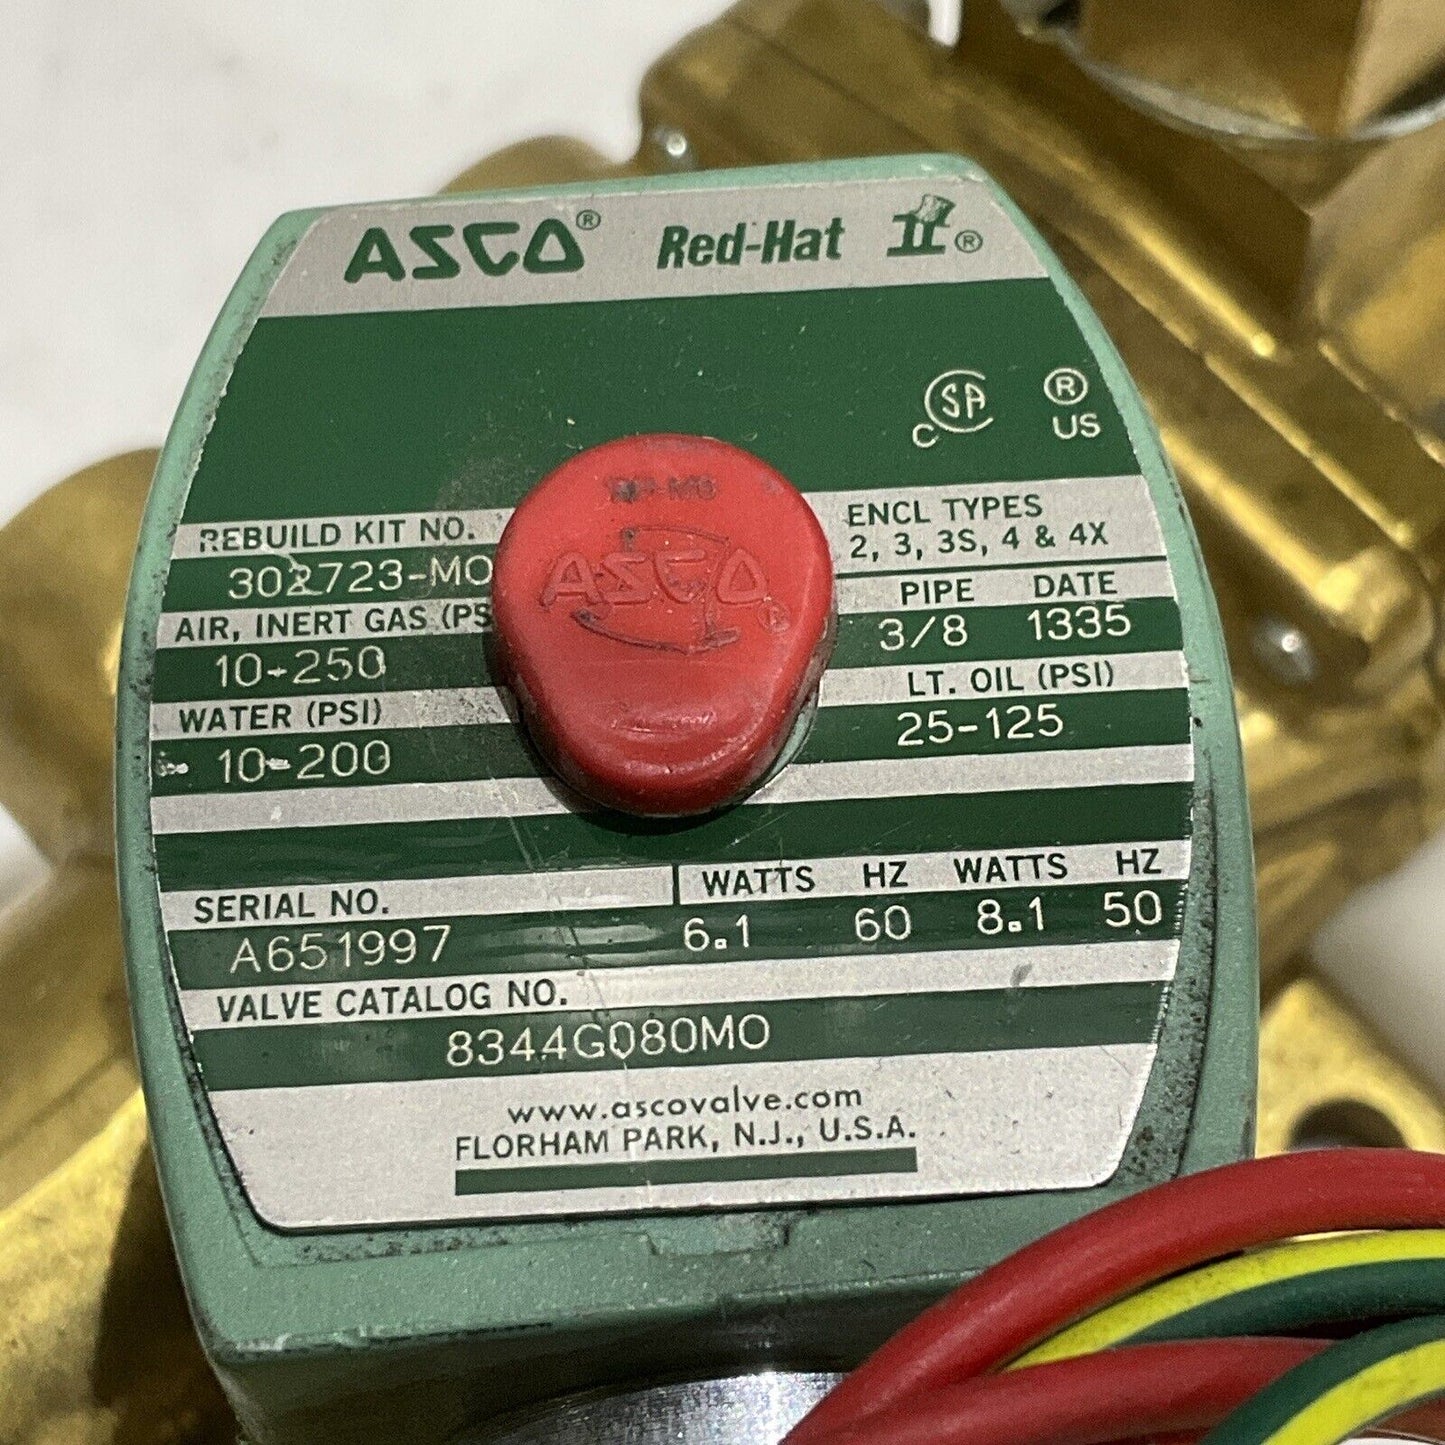 ASCO® Red-Hat II®
CSA ® US
REBUILD KIT NO.
302723-MO
AIR, INERT GAS (PS
10-250
WATER (PSI)
10-200
ASCO®
ENCL TYPES
2, 3, 3S, 4 & 4X
PIPE DATE
3/8 1335
LT. OIL (PSI)
25-125
SERIAL NO.
A651997
WATTS HZ WATTS HZ
6.1 60 8.1 50
VALVE CATALOG NO.
8344G080MO
www.ascovalve.com
FLORHAM PARK, N.J., U.S.A.